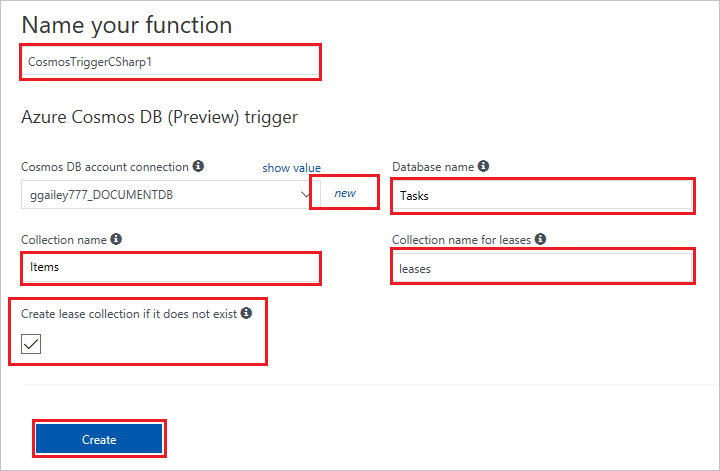 Name your function
CosmosTriggerCSharp1
Azure Cosmos DB (Preview) trigger
Cosmos DB account connection
show value
Database name
ggailey777_DOCUMENTDB
new
Tasks
Collection name
Collection name for leases
Items
leases
Create lease collection if it does not exist
Create